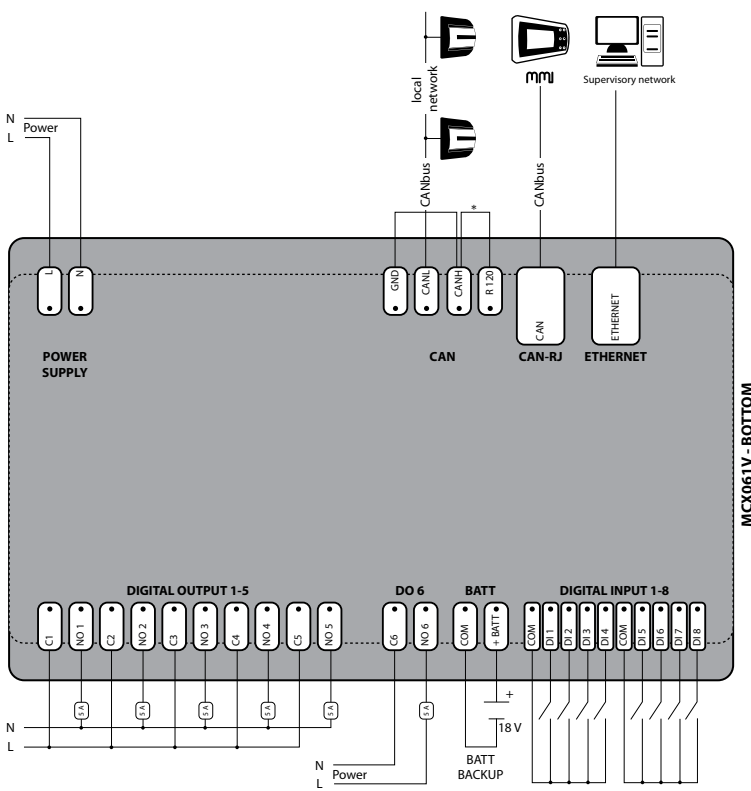 local
network
CANbus
mmi
CANbus
Supervisory network
N
Power
L
*
L
N
GND
CANL
CANH
R 120
CAN
ETHERNET
POWER
SUPPLY
CAN
CAN-RJ
ETHERNET
MCX061V - BOTTOM
DIGITAL OUTPUT 1-5
DO 6
BATT
DIGITAL INPUT 1-8
C1
NO 1
C2
NO 2
C3
NO 3
C4
NO 4
C5
NO 5
C6
NO 6
COM
+ BATT
COM
DI 1
DI 2
DI 3
DI 4
COM
DI 5
DI 6
DI 7
DI 8
5 A
5 A
5 A
5 A
5 A
5 A
+
18 V
N
L
BATT
BACKUP
N
Power
L